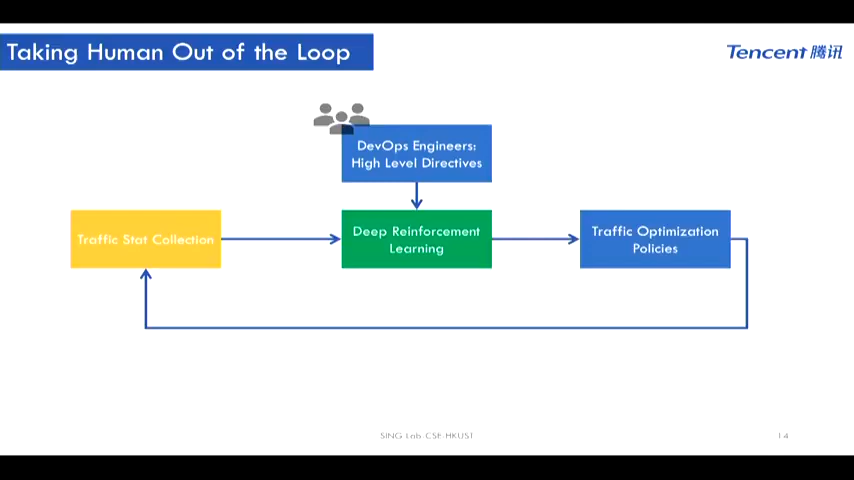 Taking Human Out of the Loop
Tencent 腾讯
DevOps Engineers:
High Level Directives
Traffic Stat Collection
Deep Reinforcement
Learning
Traffic Optimization
Policies
SING Lab CSE HKUST
14